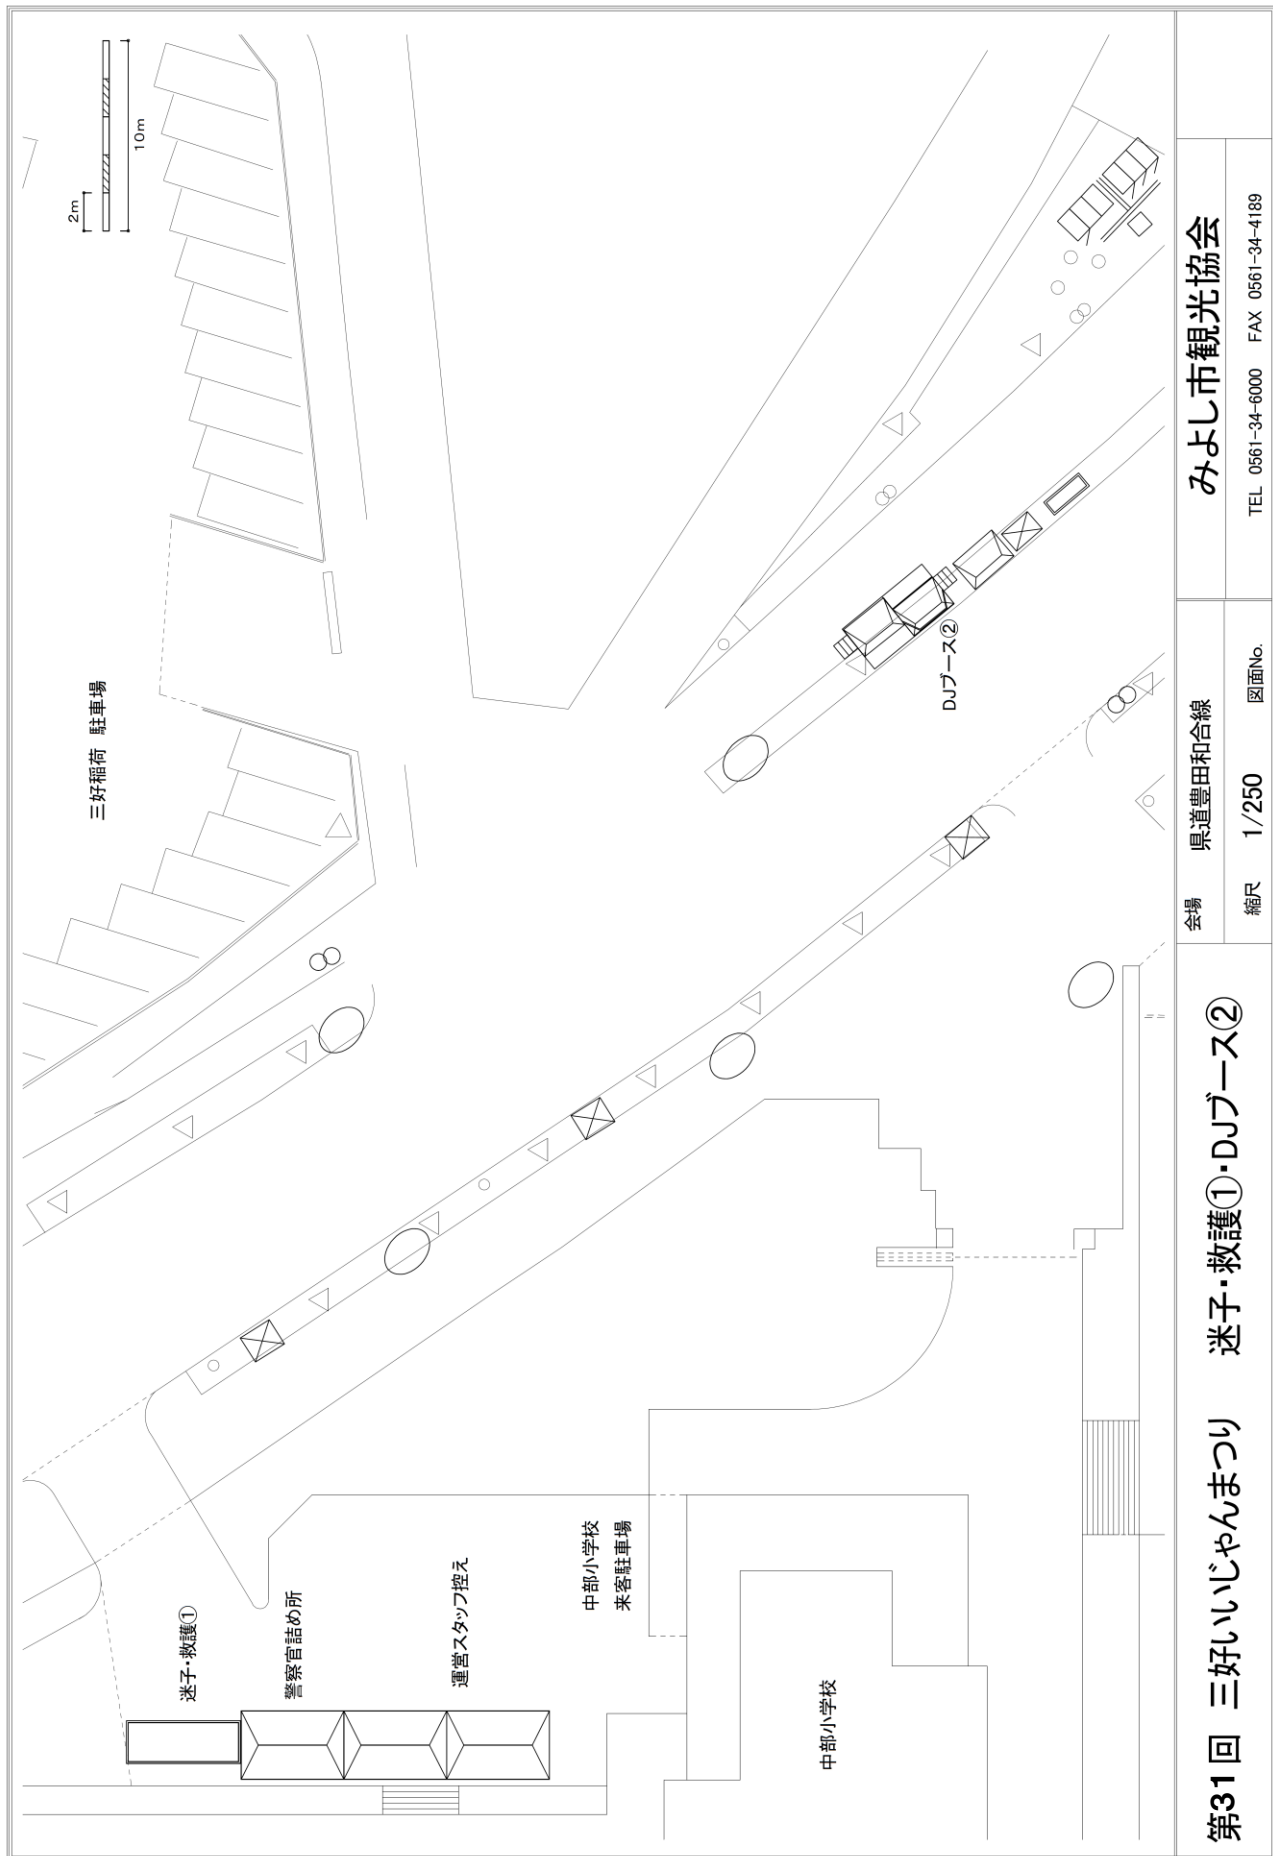 三好稲荷 駐車場
2m
10m
DJブース②
迷子・救護①
警察官詰め所
運営スタッフ控え
中部小学校
来客駐車場
中部小学校
第31回 三好いいじゃんまつり 迷子・救護①・DJブース②
会場 県道豊田和合線
縮尺 1/250 図面No.
みよし市観光協会
TEL 0561-34-6000 FAX 0561-34-4189